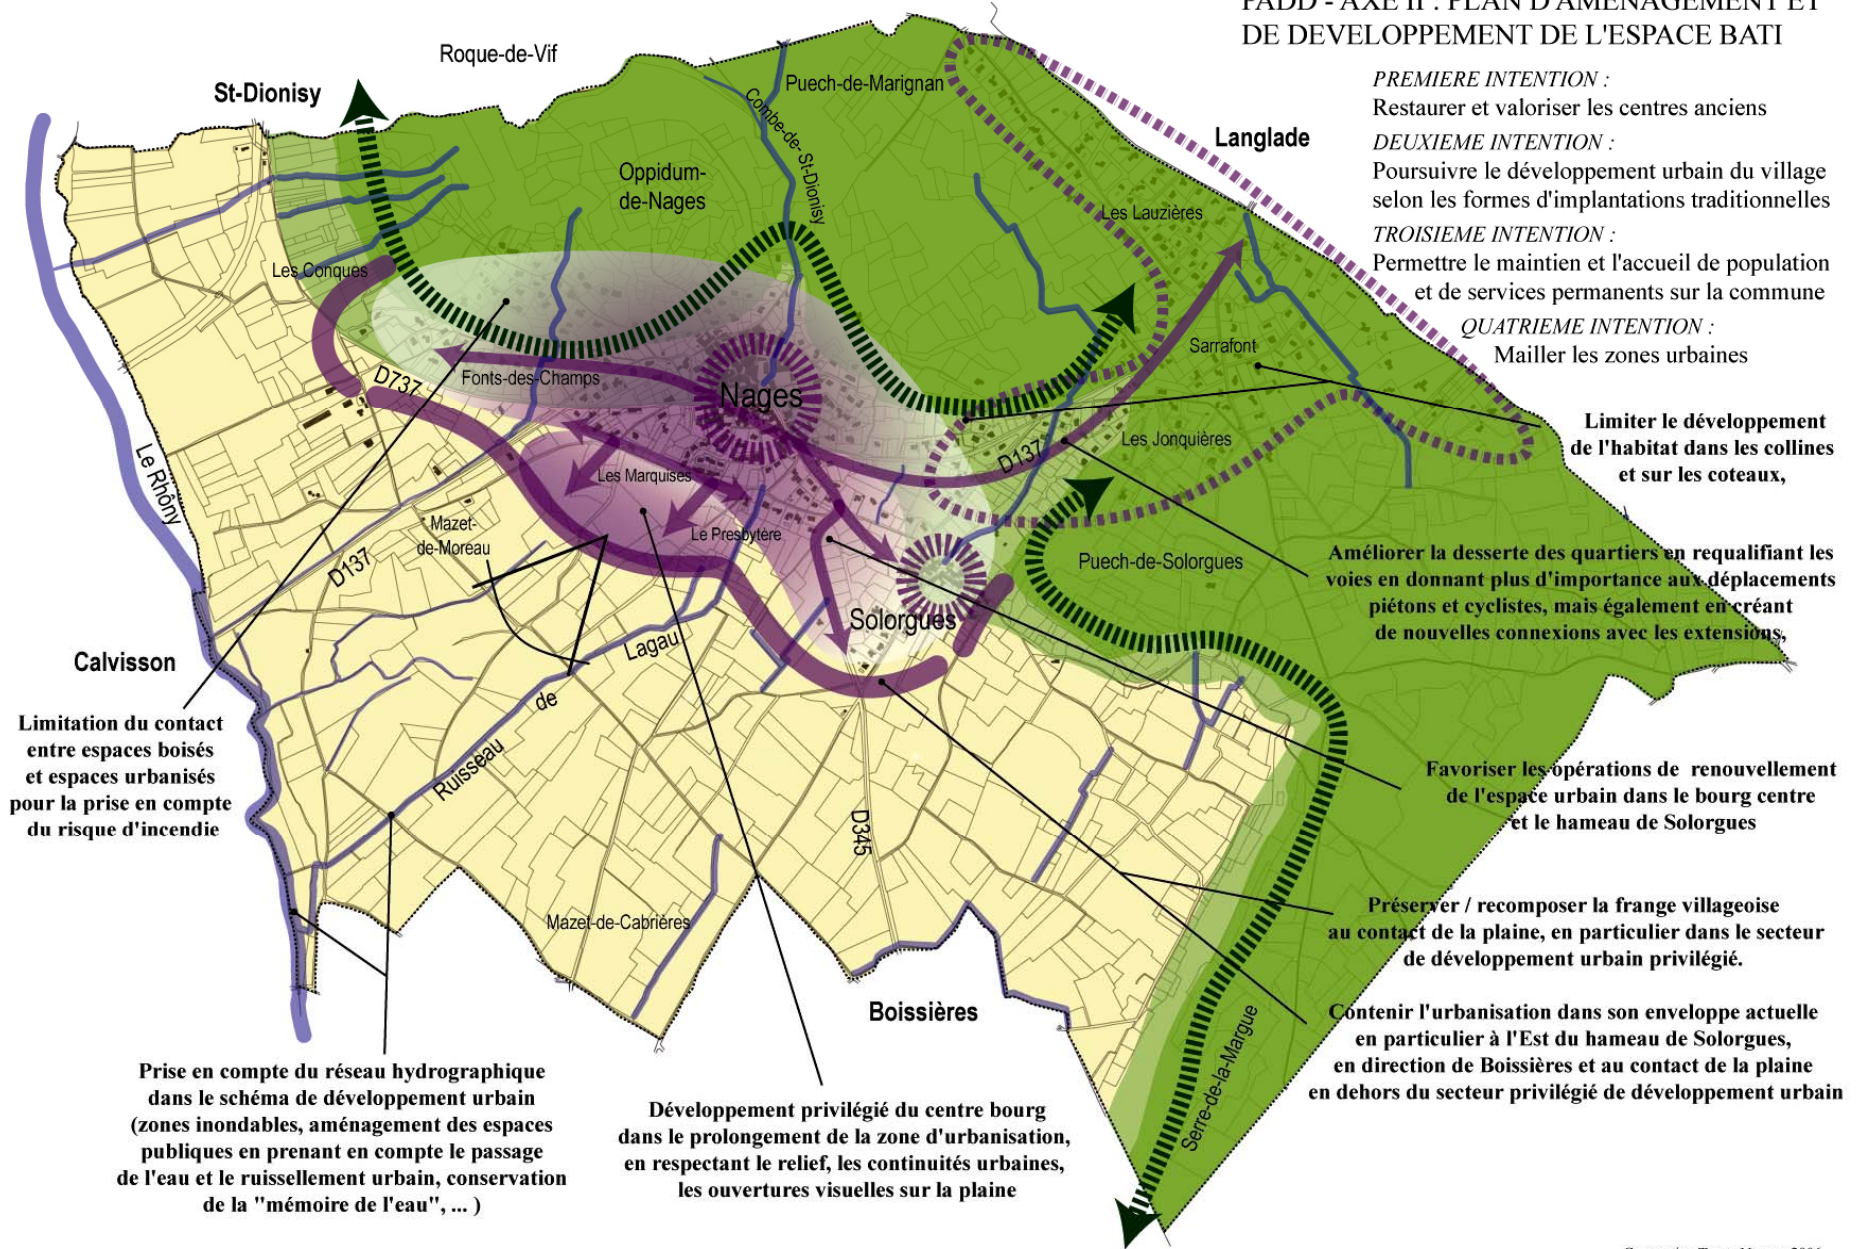 PADD - AXE II : PLAN D'AMENAGEMENT ET
DE DEVELOPPEMENT DE L'ESPACE BATI
PREMIERE INTENTION :
Restaurer et valoriser les centres anciens
DEUXIEME INTENTION :
Poursuivre le développement urbain du village
selon les formes d'implantations traditionnelles
TROISIEME INTENTION :
Permettre le maintien et l'accueil de population
et de services permanents sur la commune
QUATRIEME INTENTION :
Mailler les zones urbaines
Roque-de-Vif
St-Dionisy
Puech-de-Marignan
Combe-de-St-Dionisy
Langlade
Oppidum-
de-Nages
Les Lauzières
Les Conques
Sarrafont
Fonts-des-Champs
D737
Nages
Les Jonquières
D137
Les Marquises
Le Rhôny
Mazet-
de-Moreau
Le Presbytère
D137
Puech-de-Solorgues
Solorgues
Calvisson
Ruisseau
de
Lagau
D345
Mazet-de-Cabrières
Boissières
Serre-de-la-Margue
Limiter le développement
de l'habitat dans les collines
et sur les coteaux,
Améliorer la desserte des quartiers en requalifiant les
voies en donnant plus d'importance aux déplacements
piétons et cyclistes, mais également en créant
de nouvelles connexions avec les extensions,
Limitation du contact
entre espaces boisés
et espaces urbanisés
pour la prise en compte
du risque d'incendie
Favoriser les opérations de renouvellement
de l'espace urbain dans le bourg centre
et le hameau de Solorgues
Préserver / recomposer la frange villageoise
au contact de la plaine, en particulier dans le secteur
de développement urbain privilégié.
Contenir l'urbanisation dans son enveloppe actuelle
en particulier à l'Est du hameau de Solorgues,
en direction de Boissières et au contact de la plaine
en dehors du secteur privilégié de développement urbain
Prise en compte du réseau hydrographique
dans le schéma de développement urbain
(zones inondables, aménagement des espaces
publiques en prenant en compte le passage
de l'eau et le ruissellement urbain, conservation
de la "mémoire de l'eau", ... )
Développement privilégié du centre bourg
dans le prolongement de la zone d'urbanisation,
en respectant le relief, les continuités urbaines,
les ouvertures visuelles sur la plaine